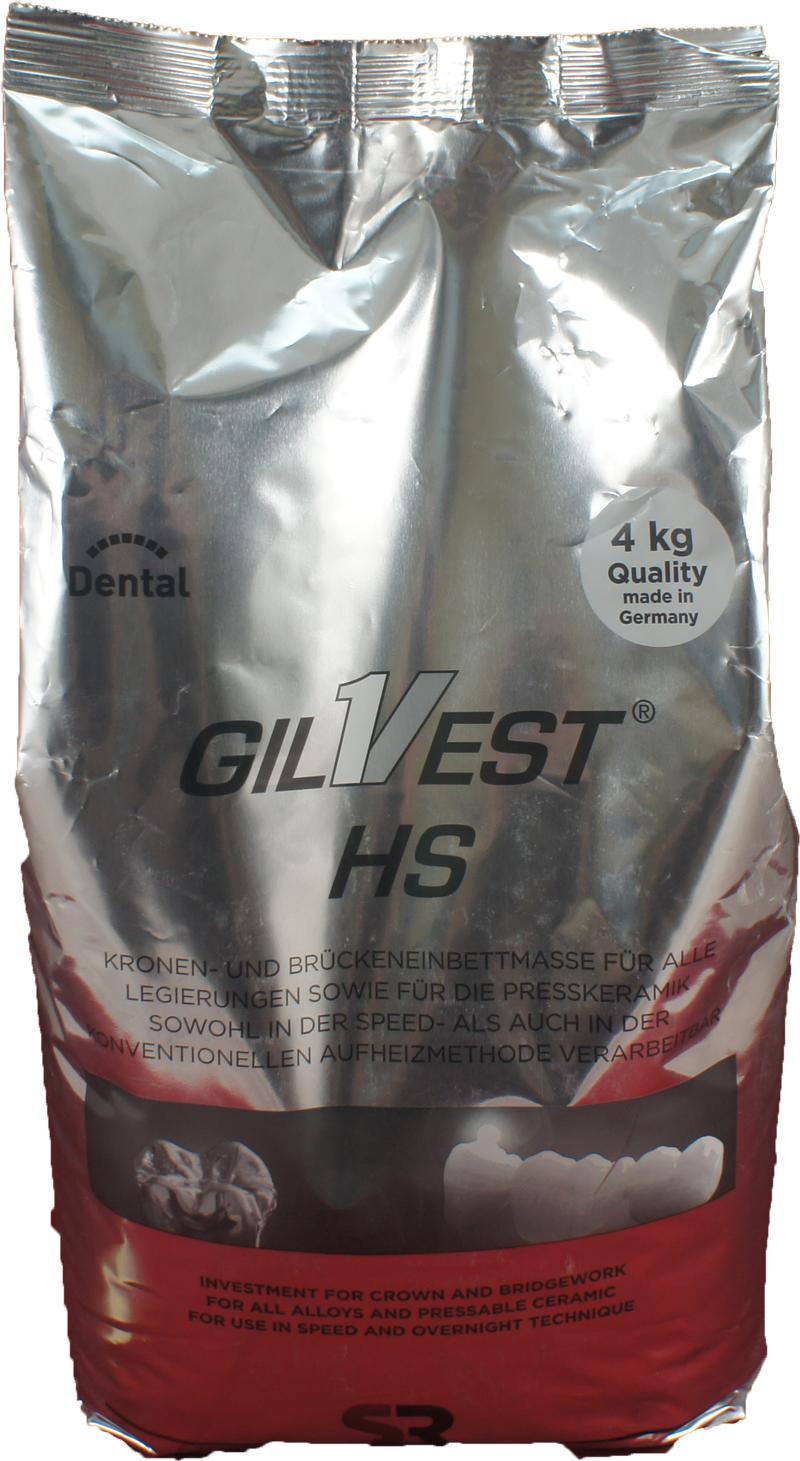 Dental
4 kg
Quality
made in
Germany
GILVEST®
HS
KRONEN- UND BRÜCKENEINBETTMASSE FÜR ALLE
LEGIERUNGEN SOWIE FÜR DIE PRESSKERAMIK
SOWOHL IN DER SPEED- ALS AUCH IN DER
KONVENTIONELLEN AUFHEIZMETHODE VERARBEITBAR
INVESTMENT FOR CROWN AND BRIDGEWORK
FOR ALL ALLOYS AND PRESSABLE CERAMIC
FOR USE IN SPEED AND OVERNIGHT TECHNIQUE
SR